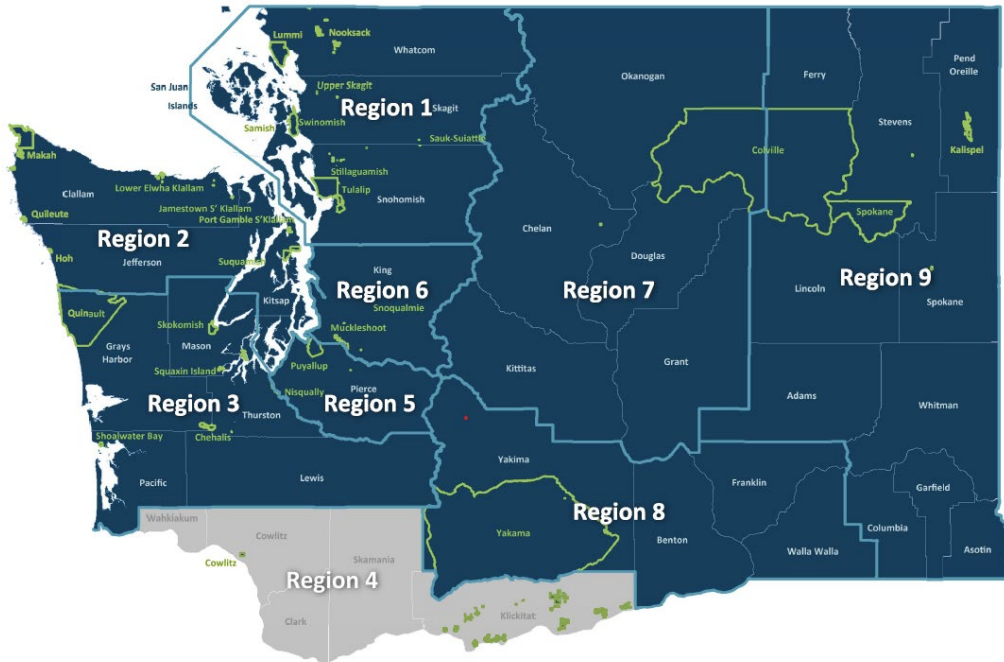 Lummi
Nooksack
Whatcom
Okanogan
Ferry
Pend
Oreille
San Juan
Islands
Upper Skagit
Region 1
Skagit
Stevens
Samish
Swinomish
Sauk-Suiattle
Makah
Stillaguamish
Tulalip
Colville
Kalispel
Clallam
Lower Elwha Klallam
Jamestown S' Klallam
Snohomish
Port Gamble S'Klallam
Spokane
Quileute
Region 2
Chelan
Hoh
Jefferson
Suquamish
King
Douglas
Region 6
Region 7
Region 9
Lincoln
Spokane
Kitsap
Snoqualmie
Quinault
Skokomish
Muckleshoot
Grays
Harbor
Mason
Puyallup
Kittitas
Grant
Squaxin Island
Nisqually
Pierce
Adams
Whitman
Region 3
Thurston
Region 5
Shoalwater Bay
Chehalis
Yakima
Pacific
Lewis
Franklin
Garfield
Region 8
Wahkiakum
Cowlitz
Yakama
Benton
Walla Walla
Columbia
Asotin
Cowlitz
Skamania
Region 4
Clark
Klickitat